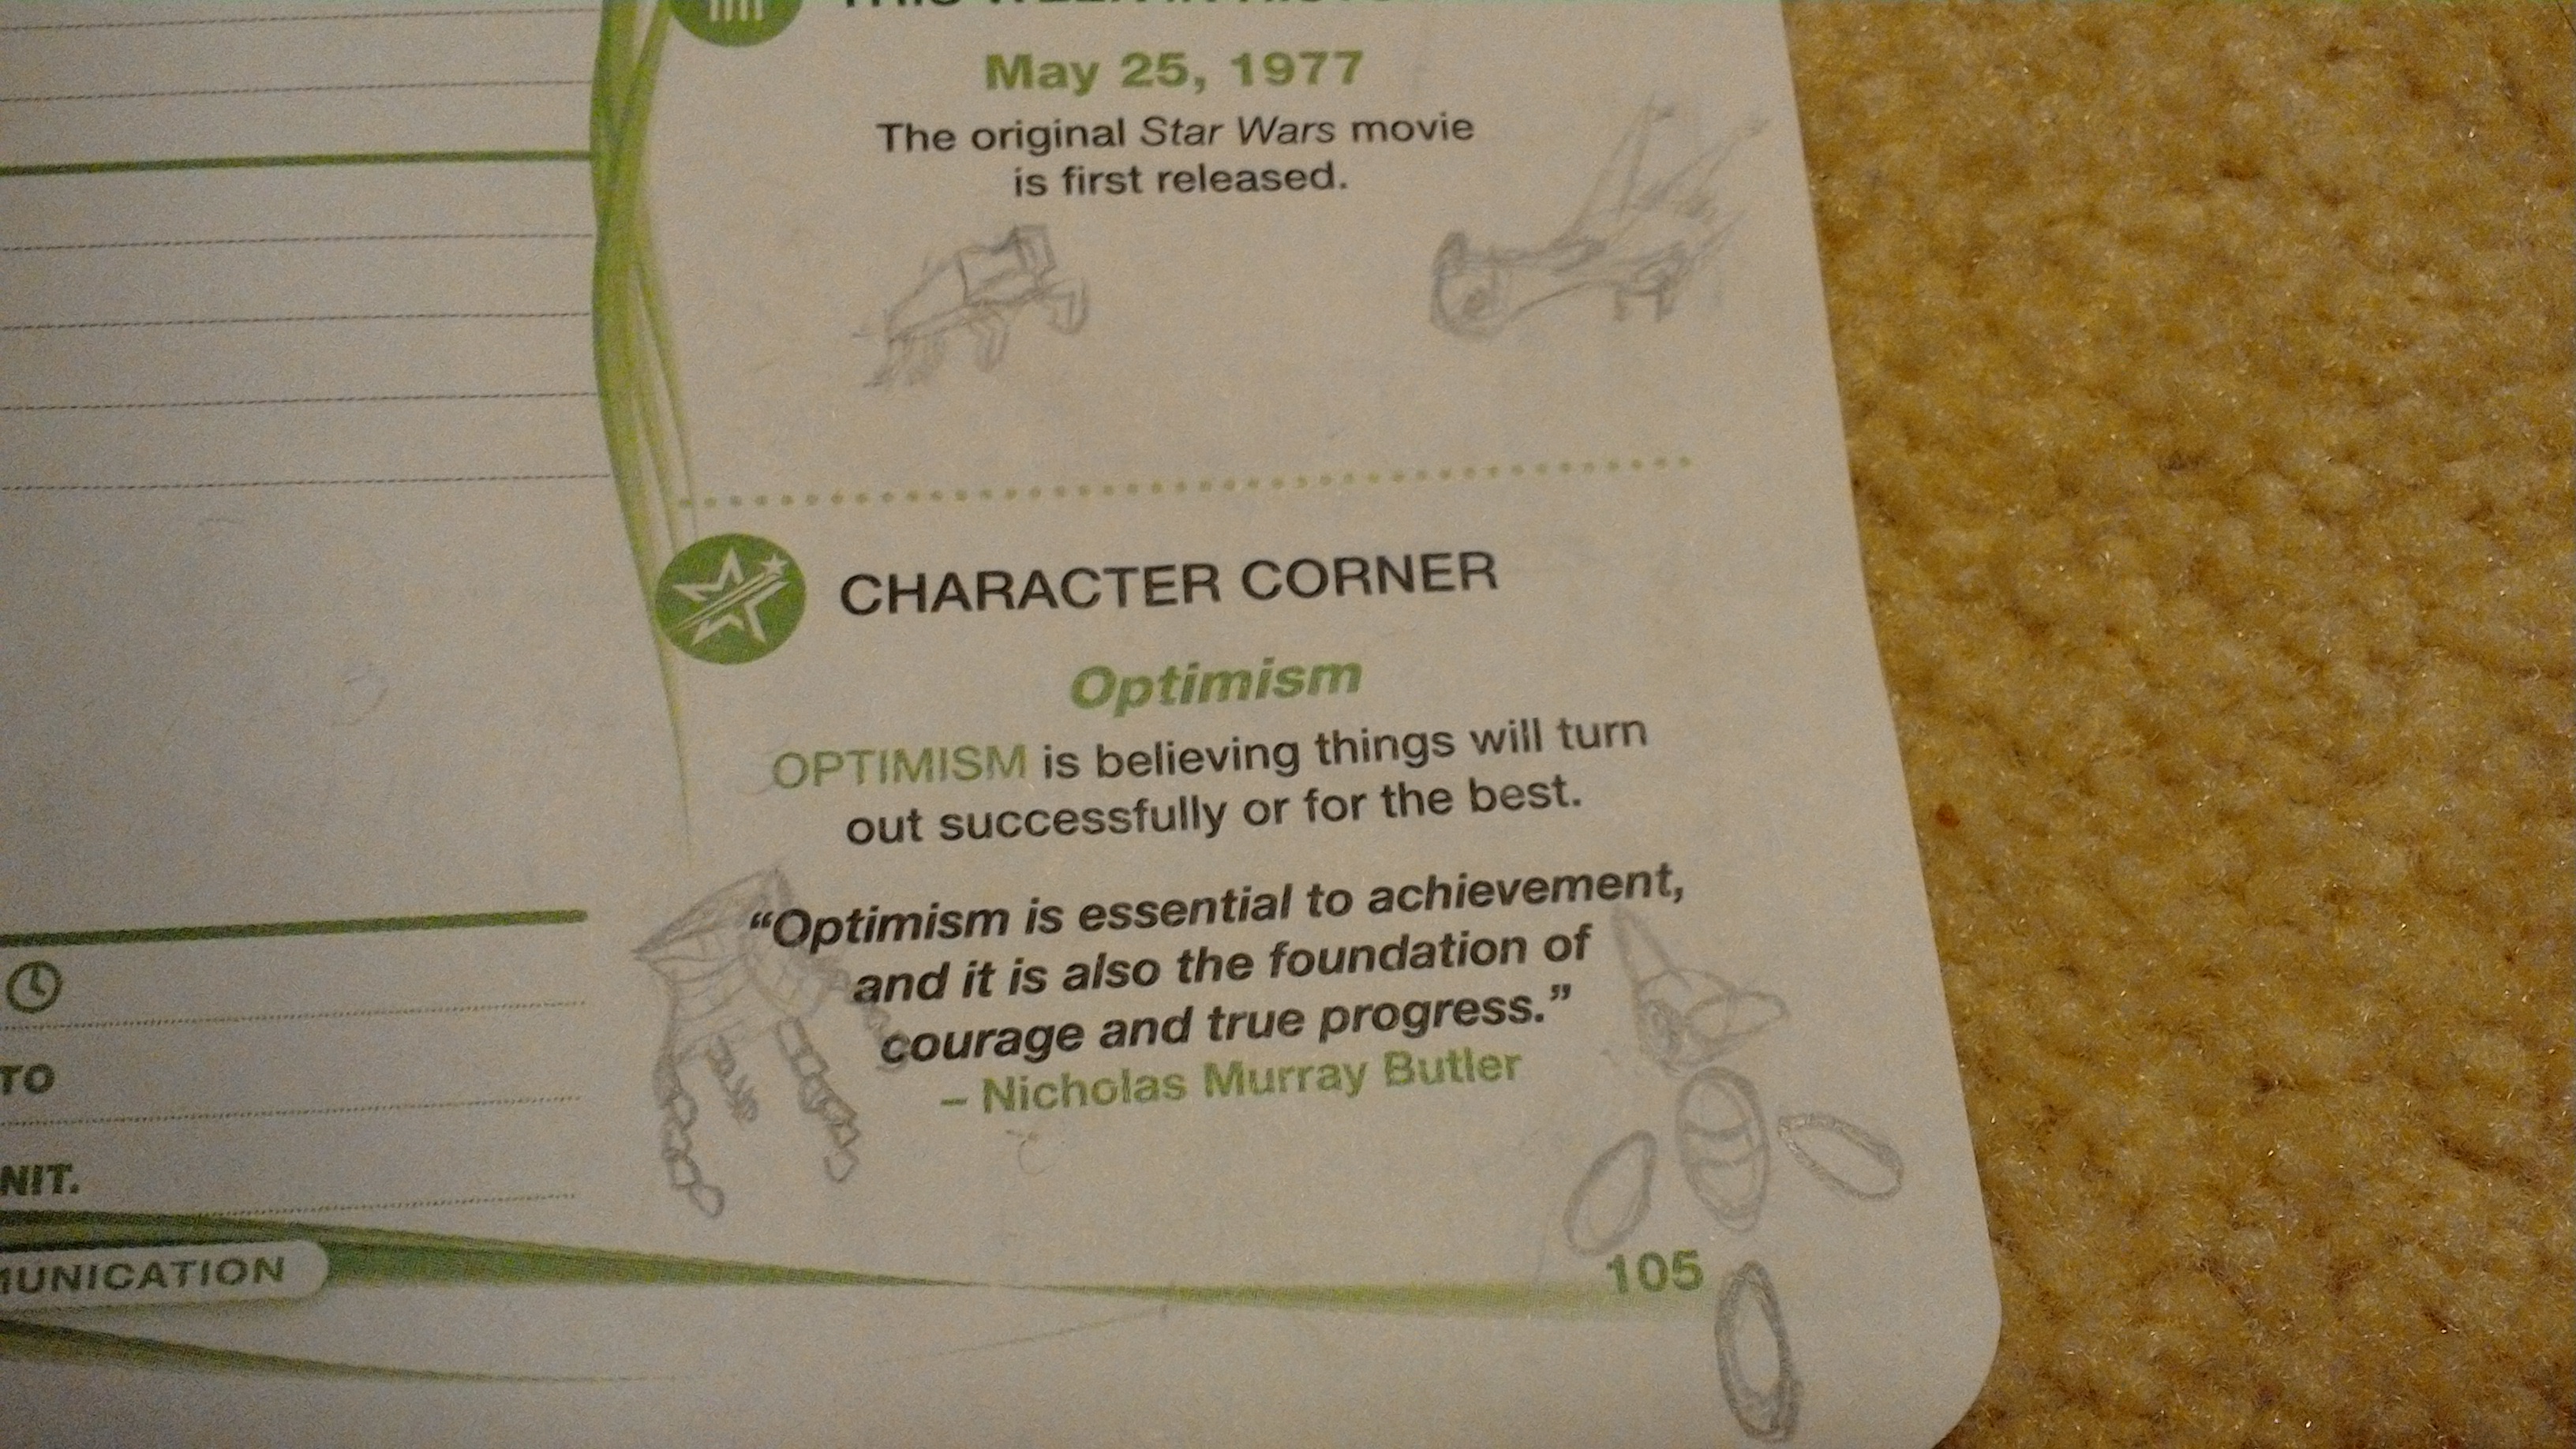 May 25, 1977
The original Star Wars movie
is first released.
CHARACTER CORNER
Optimism
OPTIMISM is believing things will turn
out successfully or for the best.
“Optimism is essential to achievement,
and it is also the foundation of
courage and true progress.”
– Nicholas Murray Butler
TO
NIT.
MUNICATION
105